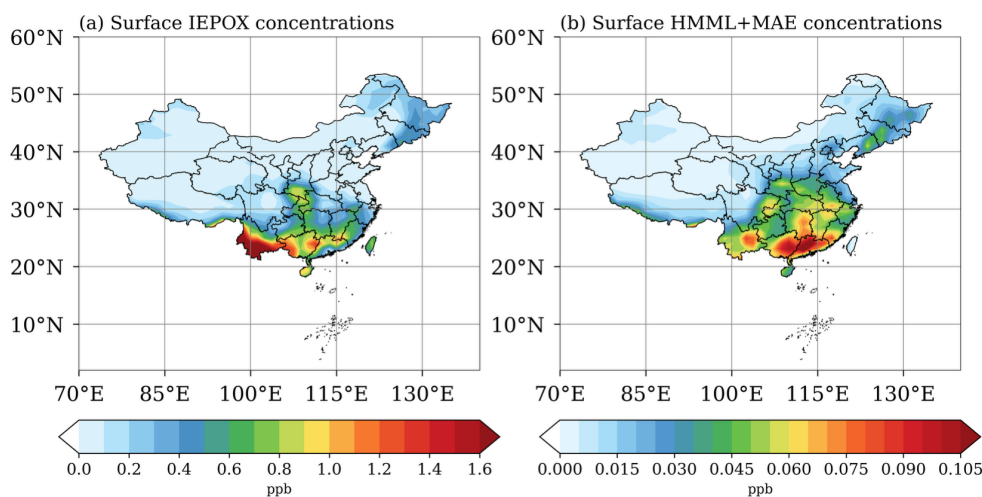 (a) Surface IEPOX concentrations
60°N
50°N
40°N
30°N
20°N
10°N
70°E 85°E 100°E 115°E 130°E
0.0 0.2 0.4 0.6 0.8 1.0 1.2 1.4 1.6
ppb
(b) Surface HMML+MAE concentrations
60°N
50°N
40°N
30°N
20°N
10°N
70°E 85°E 100°E 115°E 130°E
0.000 0.015 0.030 0.045 0.060 0.075 0.090 0.105
ppb